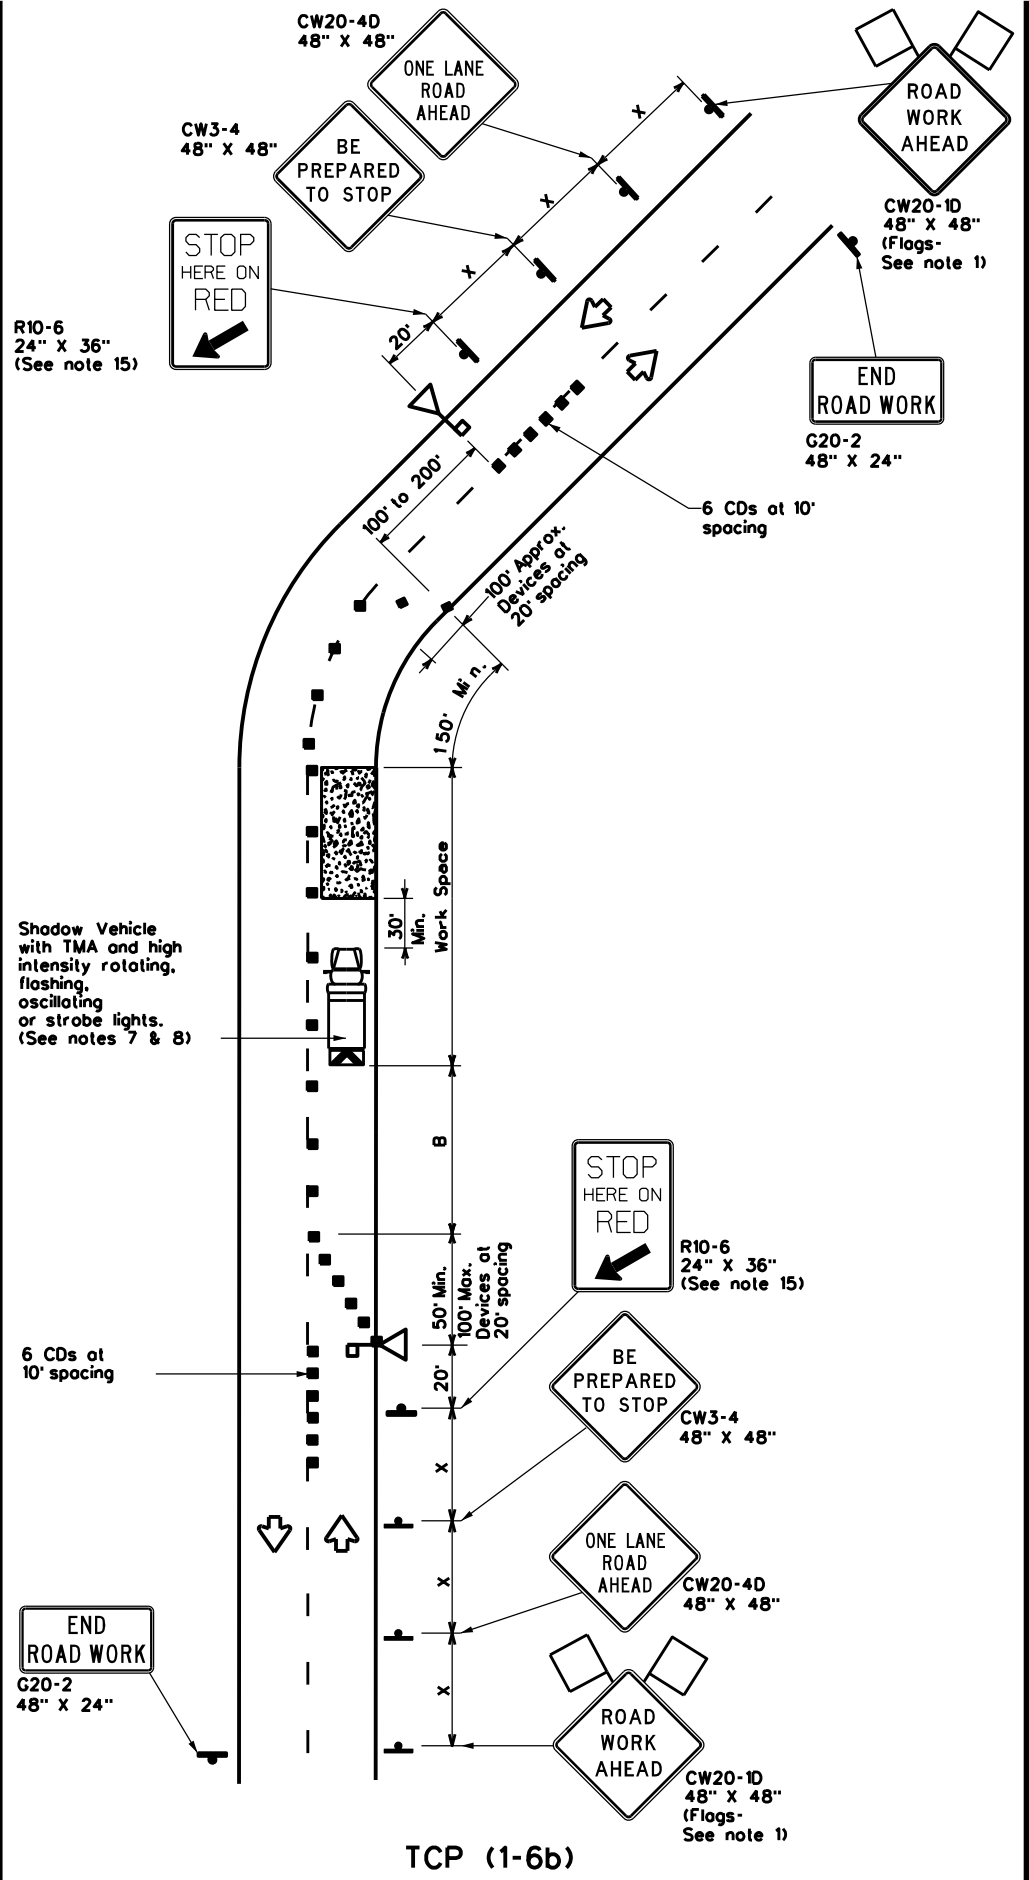 CW20-4D
48" X 48"
ONE LANE
ROAD
AHEAD
ROAD
WORK
AHEAD
CW20-1D
48" X 48"
(Flags-
See note 1)
CW3-4
48" X 48"
BE
PREPARED
TO STOP
X
X
X
20'
STOP
HERE ON
RED
R10-6
24" X 36"
(See note 15)
END
ROAD WORK
G20-2
48" X 24"
6 CDs at 10'
spacing
100' to 200'
100' Approx.
Devices at
20' spacing
150' Min.
Work Space
30'
Min.
Shadow Vehicle
with TMA and high
intensity rotating,
flashing,
oscillating
or strobe lights.
(See notes 7 & 8)
B
50' Min.
100' Max.
Devices at
20' spacing
STOP
HERE ON
RED
R10-6
24" X 36"
(See note 15)
6 CDs at
10' spacing
20'
BE
PREPARED
TO STOP
CW3-4
48" X 48"
X
ONE LANE
ROAD
AHEAD
CW20-4D
48" X 48"
X
END
ROAD WORK
G20-2
48" X 24"
X
ROAD
WORK
AHEAD
CW20-1D
48" X 48"
(Flags-
See note 1)
TCP (1-6b)